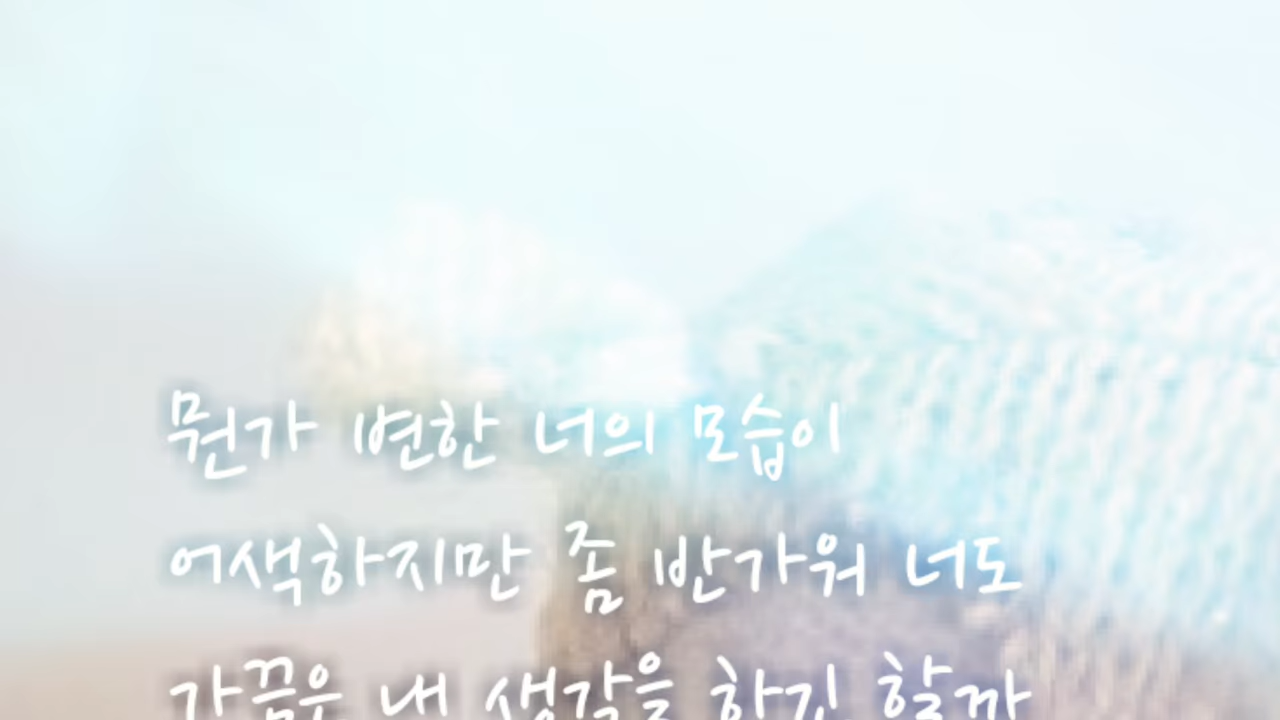 뭔가 변한 너의 모습이
어색하지만 좀 반가워 너도
가끔은 내 생각을 하긴 할까